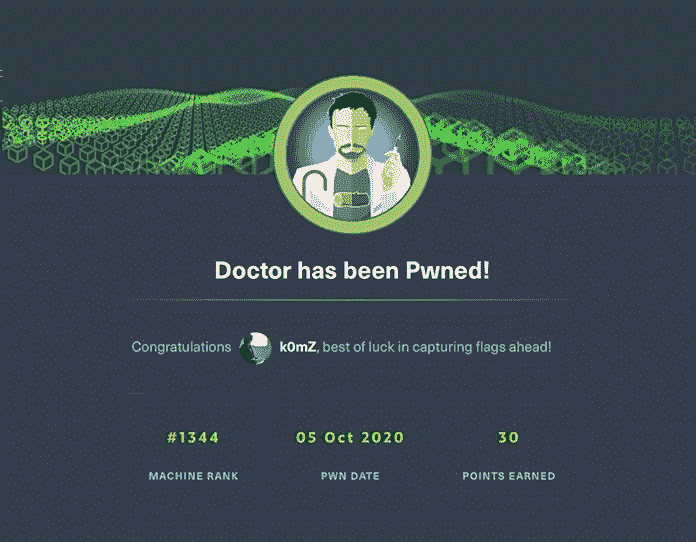 Doctor has been Pwned!
Congratulations k0mZ, best of luck in capturing flags ahead!
#1344 05 Oct 2020 30
MACHINE RANK PWN DATE POINTS EARNED